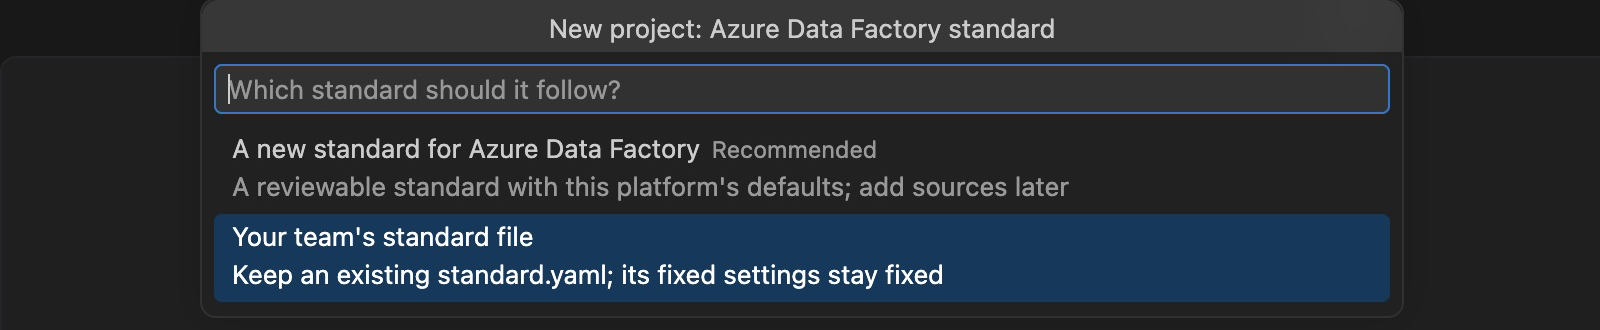 New project: Azure Data Factory standard
Which standard should it follow?
A new standard for Azure Data Factory Recommended
A reviewable standard with this platform's defaults; add sources later
Your team's standard file
Keep an existing standard.yaml; its fixed settings stay fixed